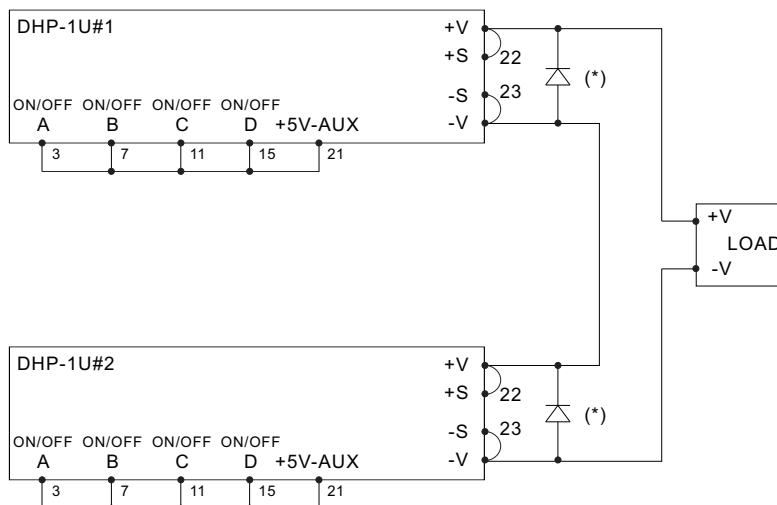 DHP-1U#1
+V
+S 22 (*)
-S 23
ON/OFF ON/OFF ON/OFF ON/OFF
A B C D +5V-AUX -V
3 7 11 15 21
+V
LOAD
-V
DHP-1U#2
+V
+S 22 (*)
-S 23
ON/OFF ON/OFF ON/OFF ON/OFF
A B C D +5V-AUX -V
3 7 11 15 21